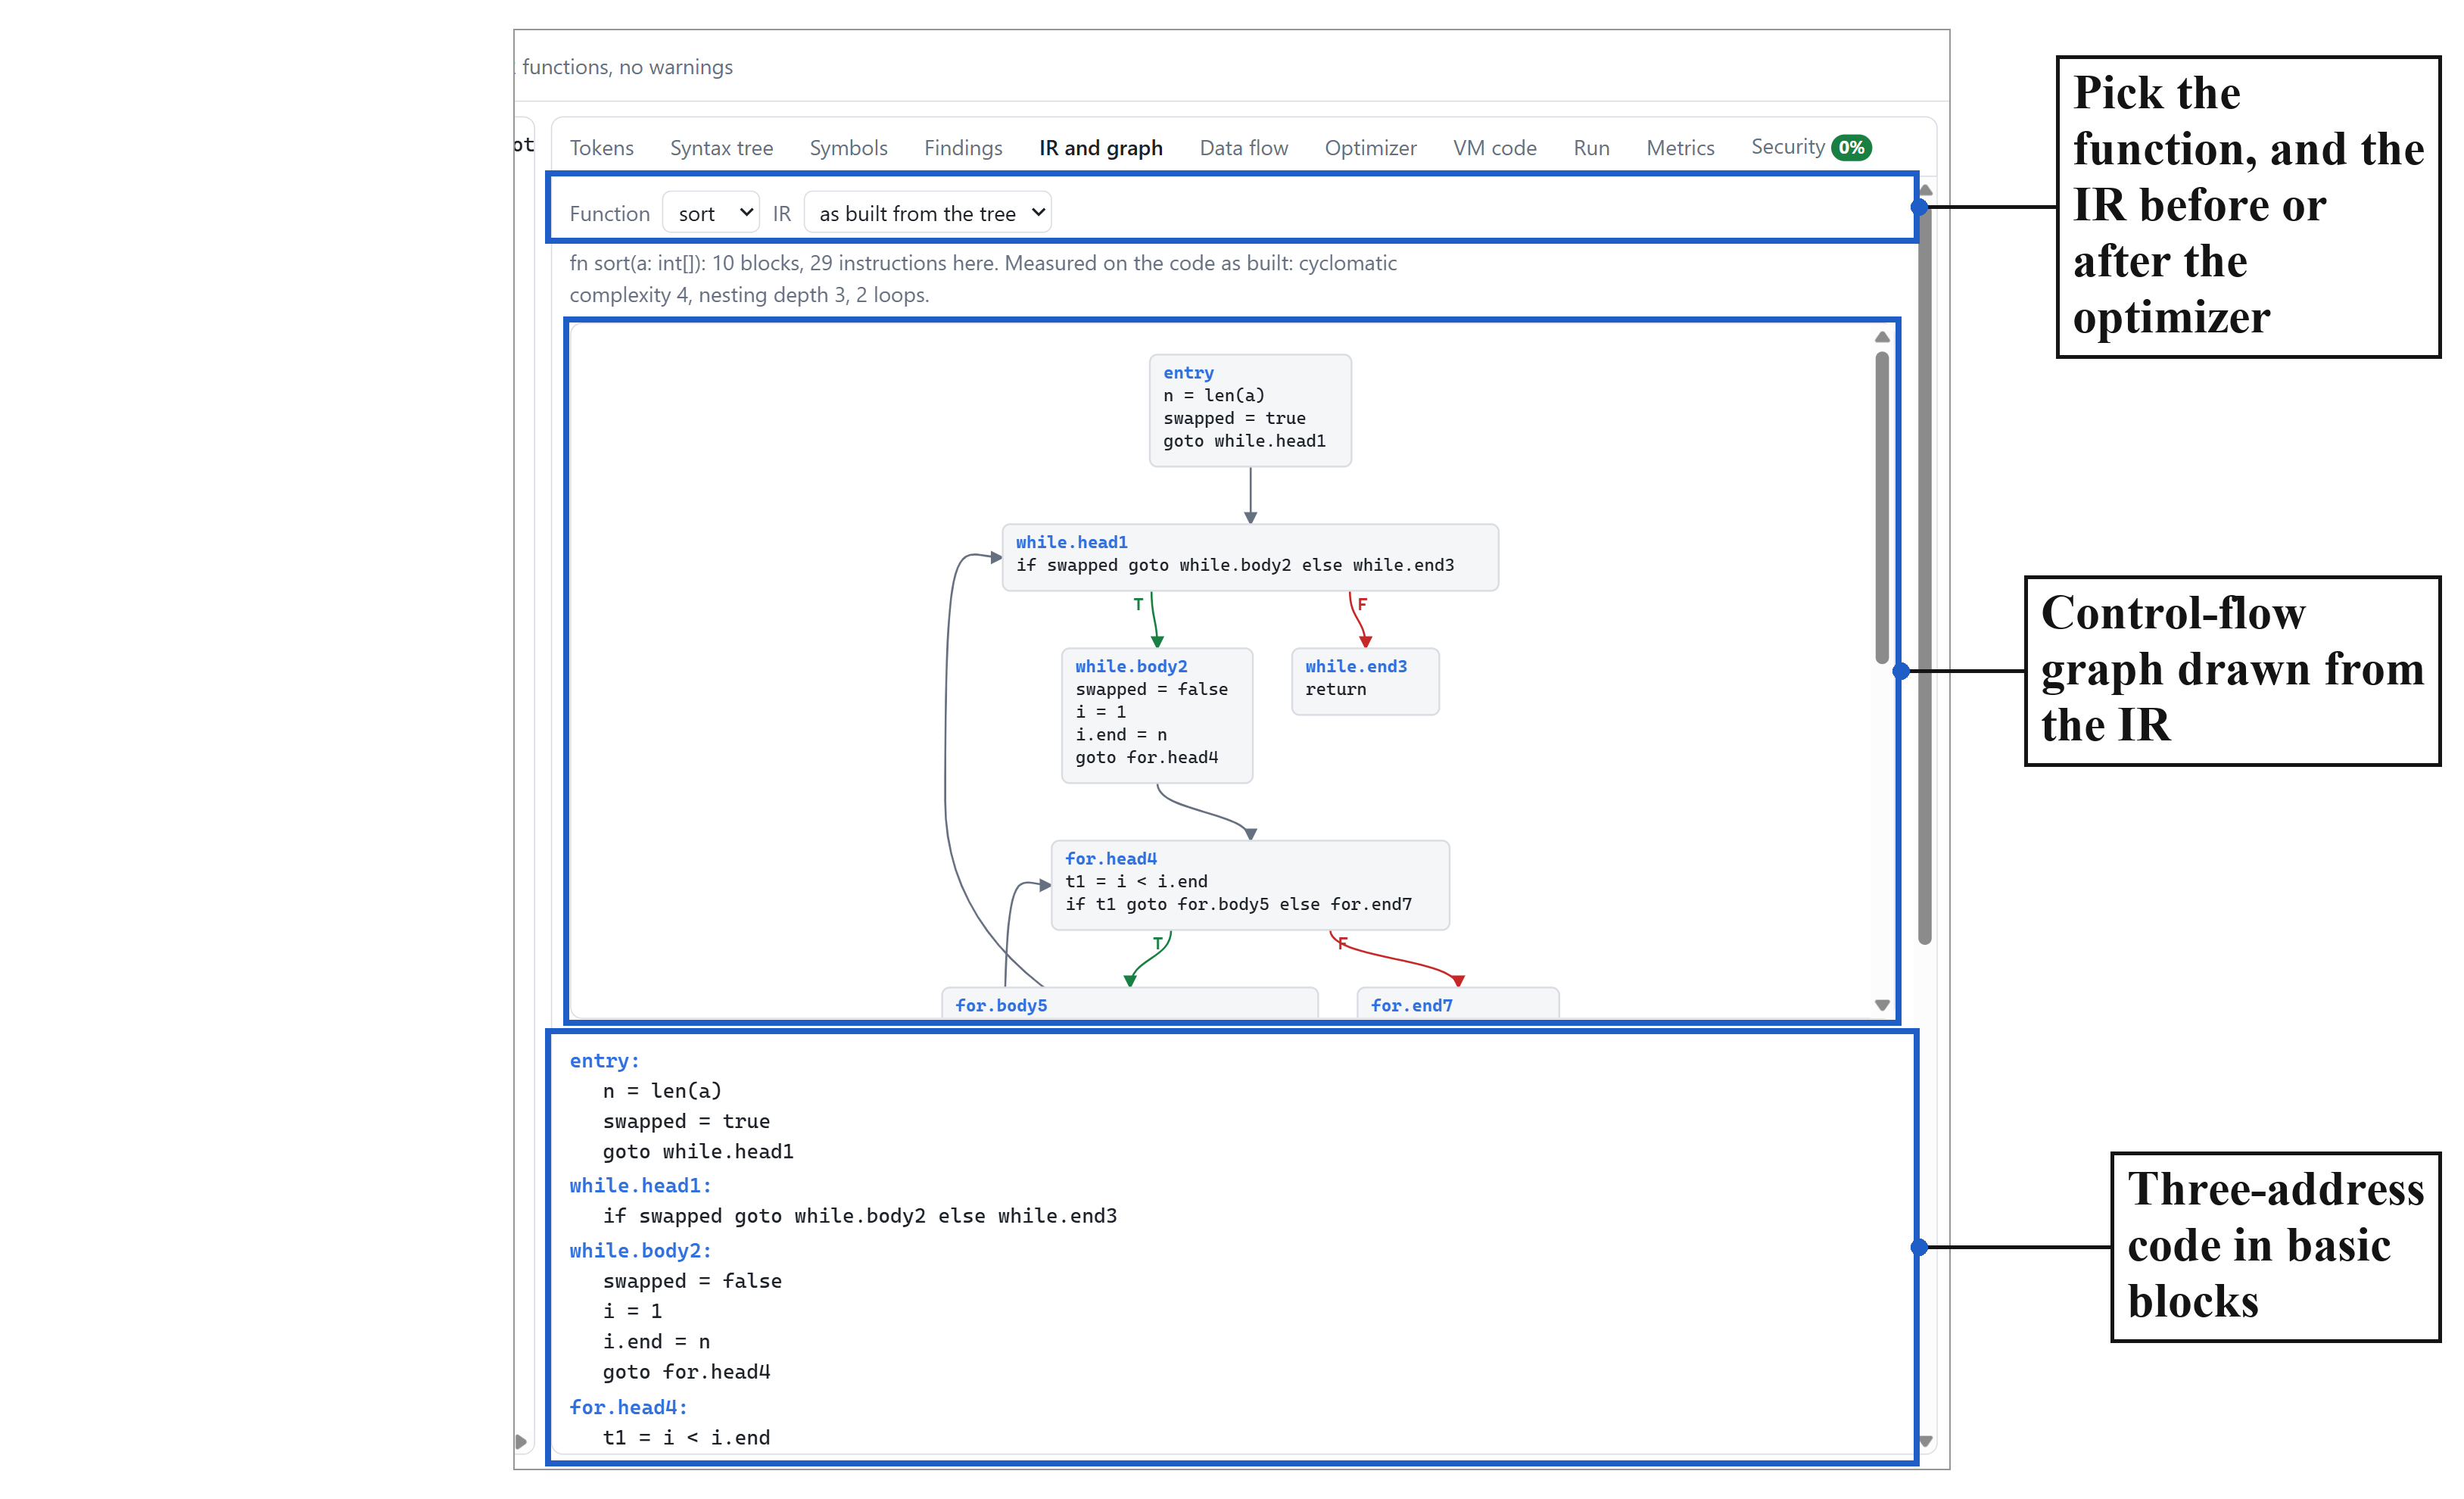 functions, no warnings
Tokens Syntax tree Symbols Findings IR and graph Data flow Optimizer VM code Run Metrics Security 0%
Function sort IR as built from the tree
fn sort(a: int[]): 10 blocks, 29 instructions here. Measured on the code as built: cyclomatic
complexity 4, nesting depth 3, 2 loops.
entry
n = len(a)
swapped = true
goto while.head1
while.head1
if swapped goto while.body2 else while.end3
T
F
while.body2
swapped = false
i = 1
i.end = n
goto for.head4
while.end3
return
for.head4
t1 = i < i.end
if t1 goto for.body5 else for.end7
T
F
for.body5
for.end7
entry:
n = len(a)
swapped = true
goto while.head1
while.head1:
if swapped goto while.body2 else while.end3
while.body2:
swapped = false
i = 1
i.end = n
goto for.head4
for.head4:
t1 = i < i.end
Pick the
function, and the
IR before or
after the
optimizer
Control-flow
graph drawn from
the IR
Three-address
code in basic
blocks